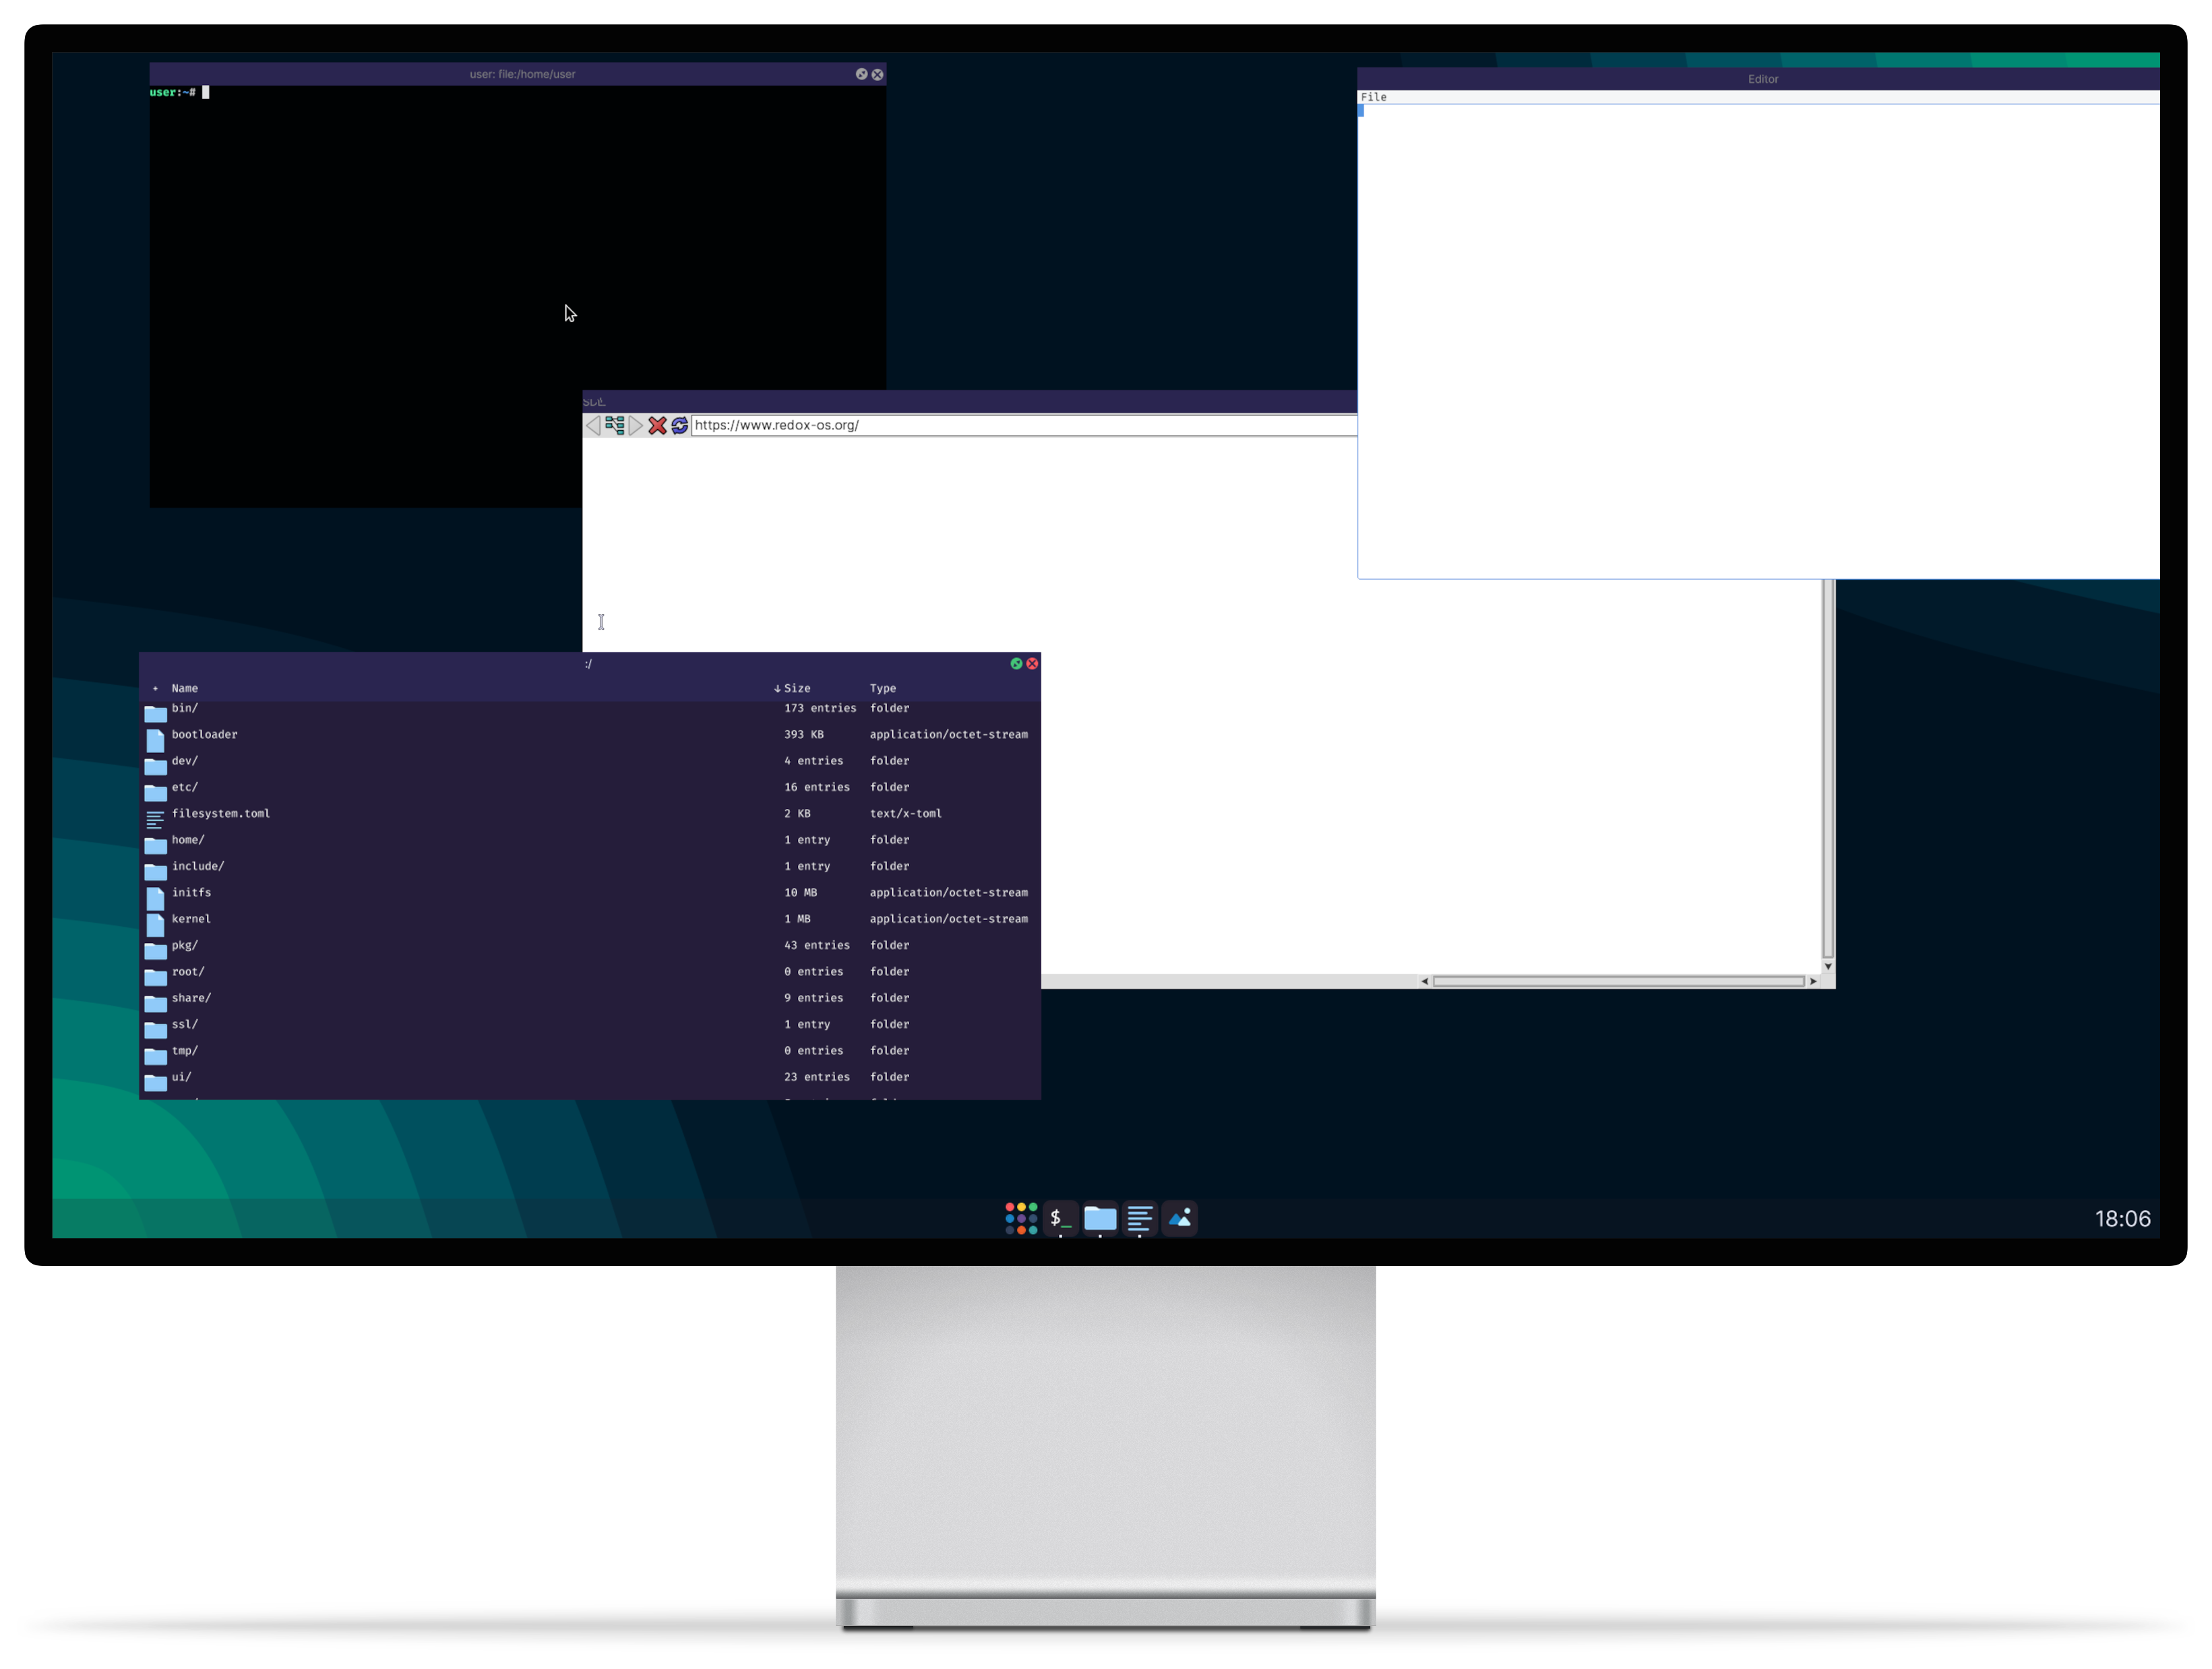 user: file:/home/user
user:~#
Editor
File
https://www.redox-os.org/
:/
+ Name ↓ Size Type
bin/ 173 entries folder
bootloader 393 KB application/octet-stream
dev/ 4 entries folder
etc/ 16 entries folder
filesystem.toml 2 KB text/x-toml
home/ 1 entry folder
include/ 1 entry folder
initfs 10 MB application/octet-stream
kernel 1 MB application/octet-stream
pkg/ 43 entries folder
root/ 0 entries folder
share/ 9 entries folder
ssl/ 1 entry folder
tmp/ 0 entries folder
ui/ 23 entries folder
$_
18:06